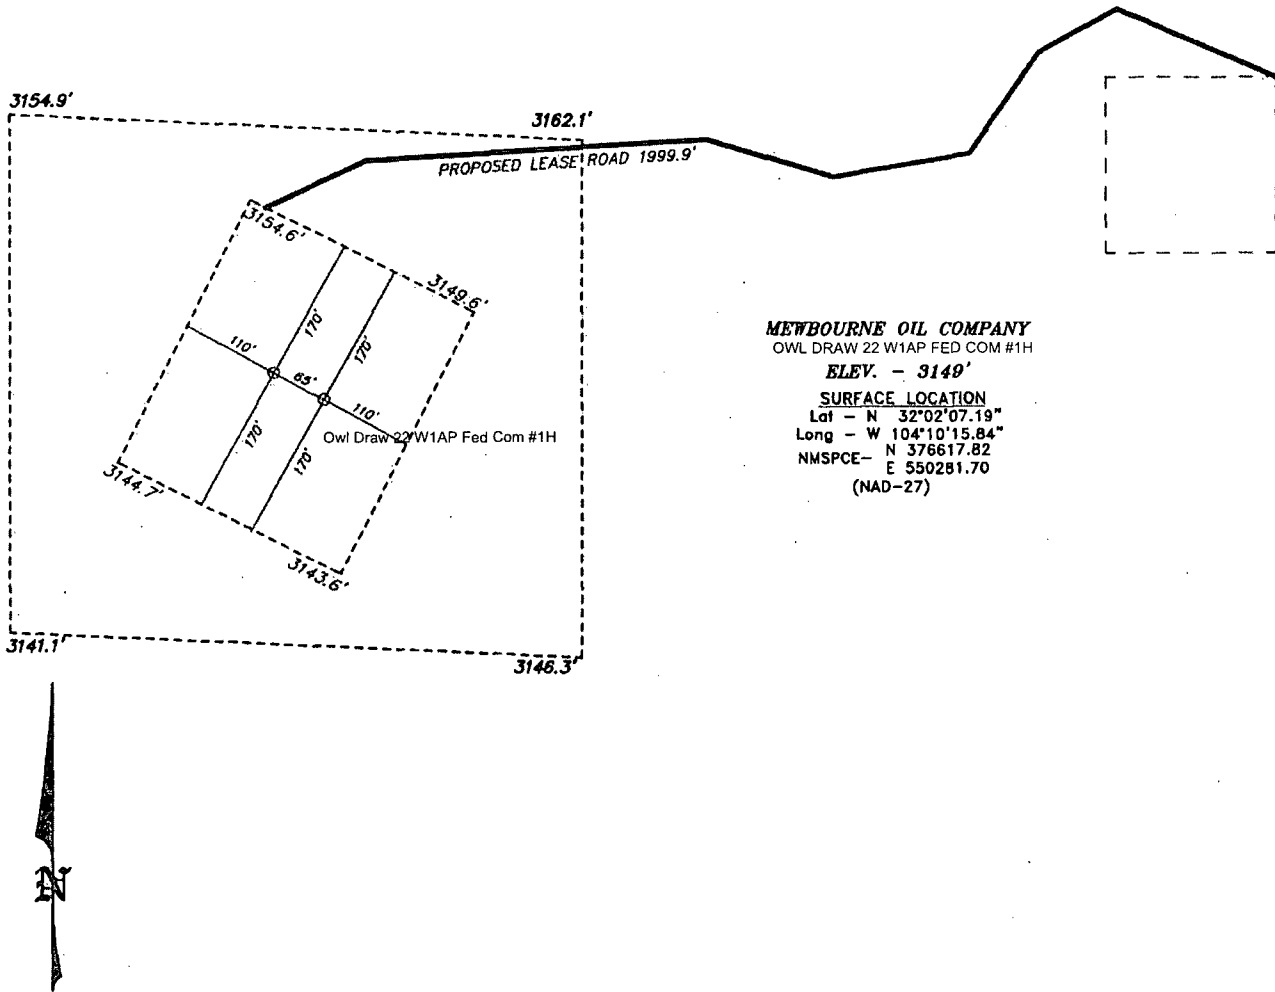 3154.9'
3162.1'
PROPOSED LEASE ROAD 1999.9'
3154.6'
3149.6'
170'
170'
110'
65'
110'
Owl Draw 22 W1AP Fed Com #1H
170'
170'
3144.7'
3143.6'
3141.1'
3146.3'
MEWBOURNE OIL COMPANY
OWL DRAW 22 W1AP FED COM #1H
ELEV. - 3149'
SURFACE LOCATION
Lat - N 32°02'07.19"
Long - W 104°10'15.84"
NMSPCE- N 376617.82
E 550281.70
(NAD-27)
N